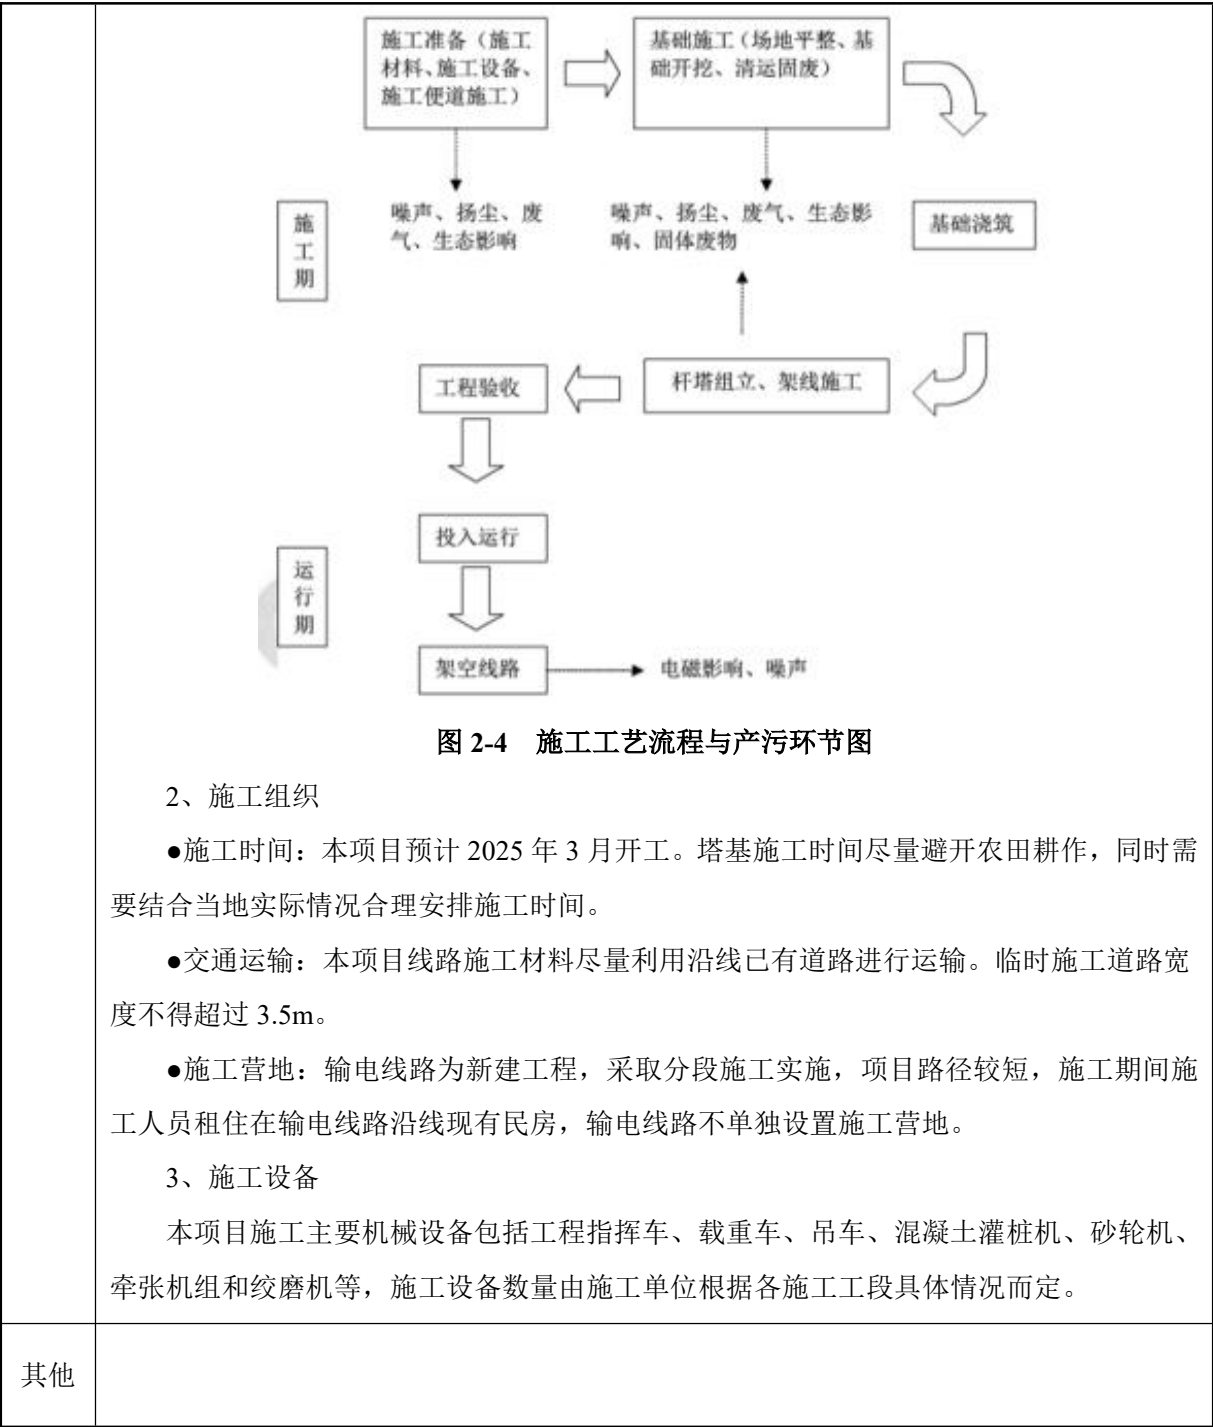 施工准备（施工
材料、施工设备、
施工便道施工）
基础施工（场地平整、基
础开挖、清运固废）
施工期
噪声、扬尘、废
气、生态影响
噪声、扬尘、废气、生态影
响、固体废物
基础浇筑
工程验收
杆塔组立、架线施工
投入运行
运行期
架空线路
电磁影响、噪声
图 2-4 施工工艺流程与产污环节图
2、施工组织
●施工时间：本项目预计 2025 年 3 月开工。塔基施工时间尽量避开农田耕作，同时需
要结合当地实际情况合理安排施工时间。
●交通运输：本项目线路施工材料尽量利用沿线已有道路进行运输。临时施工道路宽
度不得超过 3.5m。
●施工营地：输电线路为新建工程，采取分段施工实施，项目路径较短，施工期间施
工人员租住在输电线路沿线现有民房，输电线路不单独设置施工营地。
3、施工设备
本项目施工主要机械设备包括工程指挥车、载重车、吊车、混凝土灌桩机、砂轮机、
牵张机组和绞磨机等，施工设备数量由施工单位根据各施工工段具体情况而定。
其他